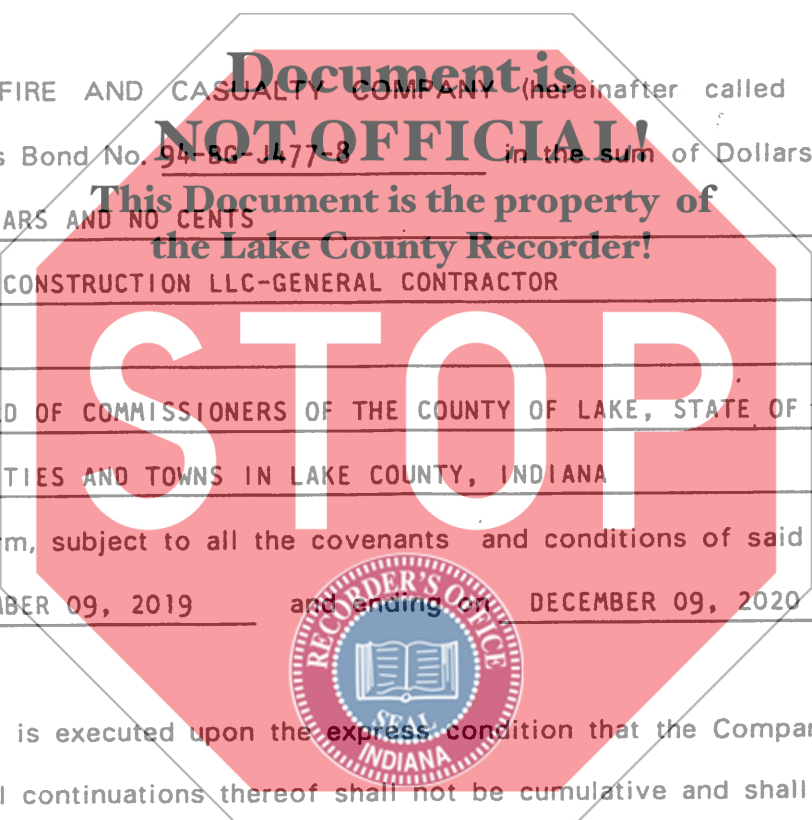 Document is
FIRE AND CASUALTY COMPANY (hereinafter called
NOT OFFICIAL!
Bond No. 94-BG-J477-8 in the sum of Dollars
This Document is the property of
ARS AND NO CENTS
the Lake County Recorder!
CONSTRUCTION LLC-GENERAL CONTRACTOR
STOP
D OF COMMISSIONERS OF THE COUNTY OF LAKE, STATE OF
TIES AND TOWNS IN LAKE COUNTY, INDIANA
rm, subject to all the covenants and conditions of said
MBER 09, 2019 and ending on DECEMBER 09, 2020
RECORDER'S OFFICE
SEAL
INDIANA
is executed upon the express condition that the Compan
l continuations thereof shall not be cumulative and shall